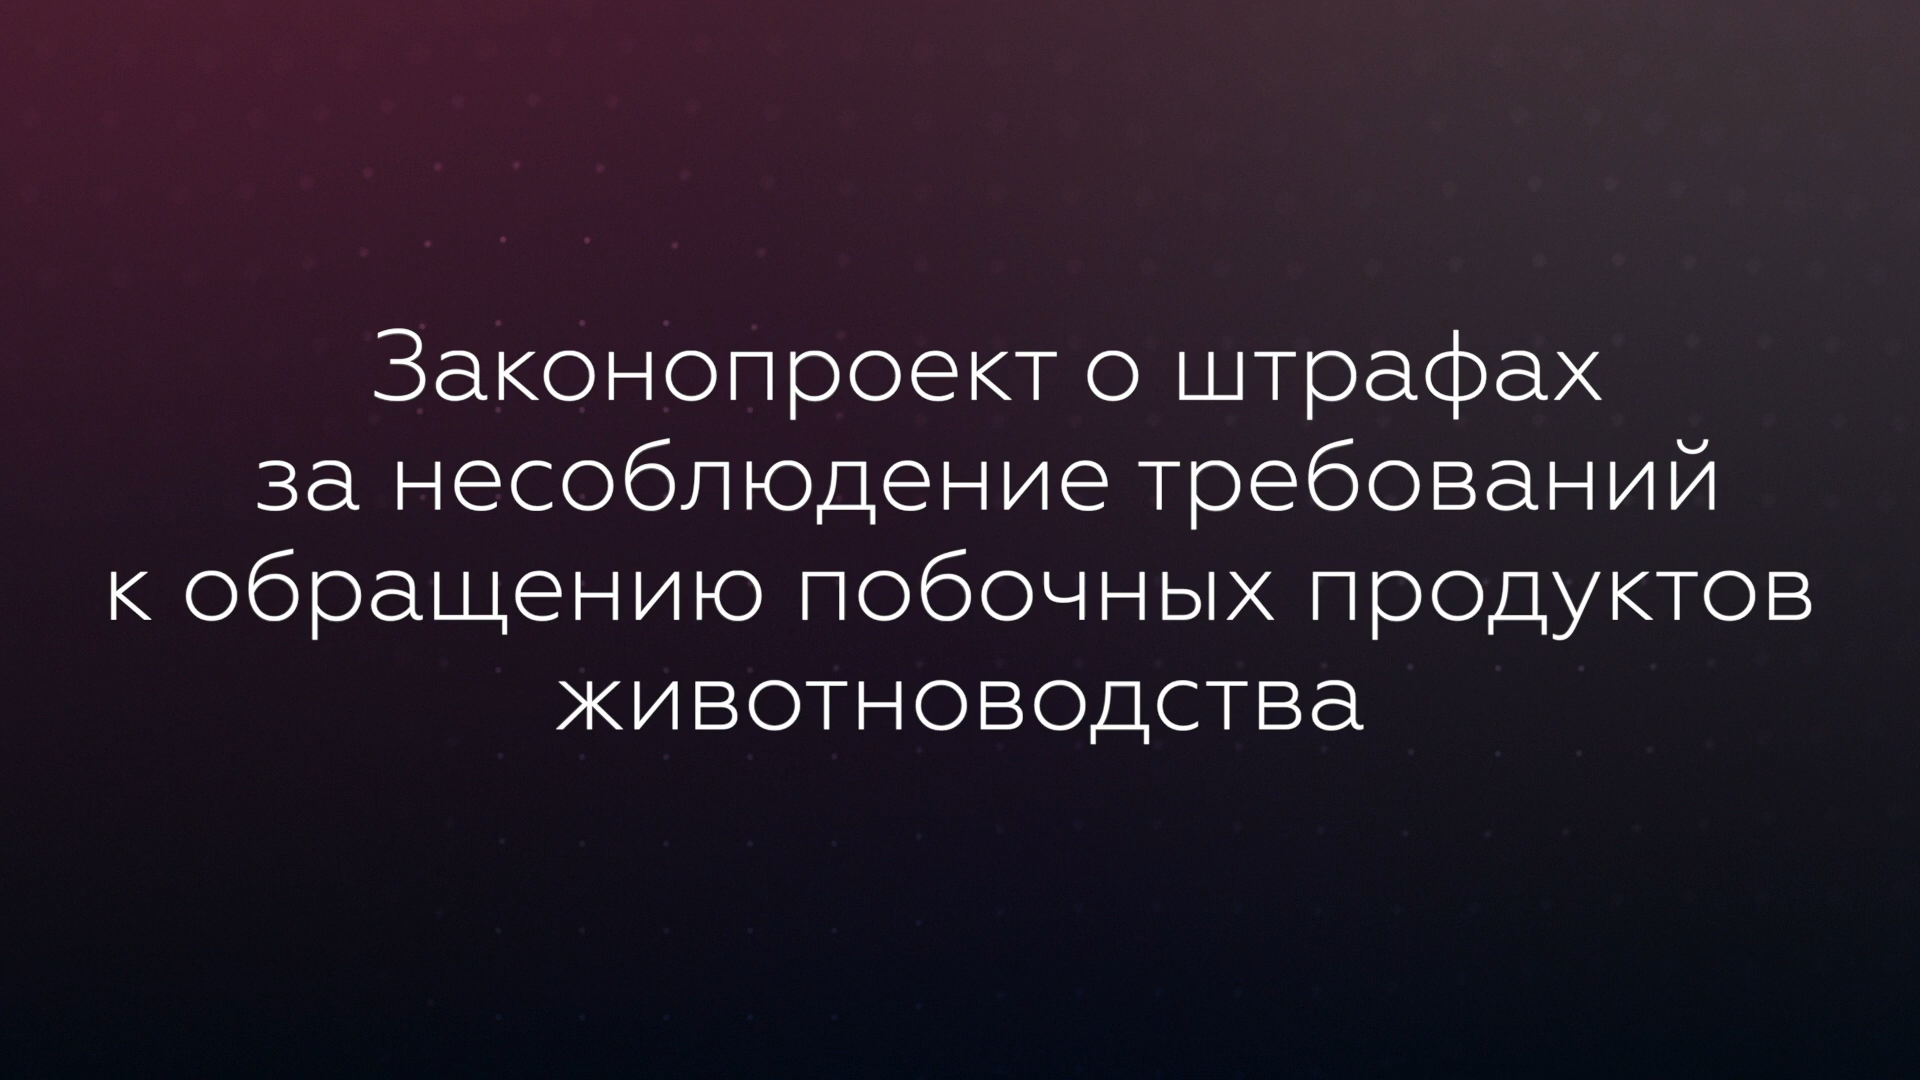 Законопроект о штрафах
за несоблюдение требований
к обращению побочных продуктов
животноводства